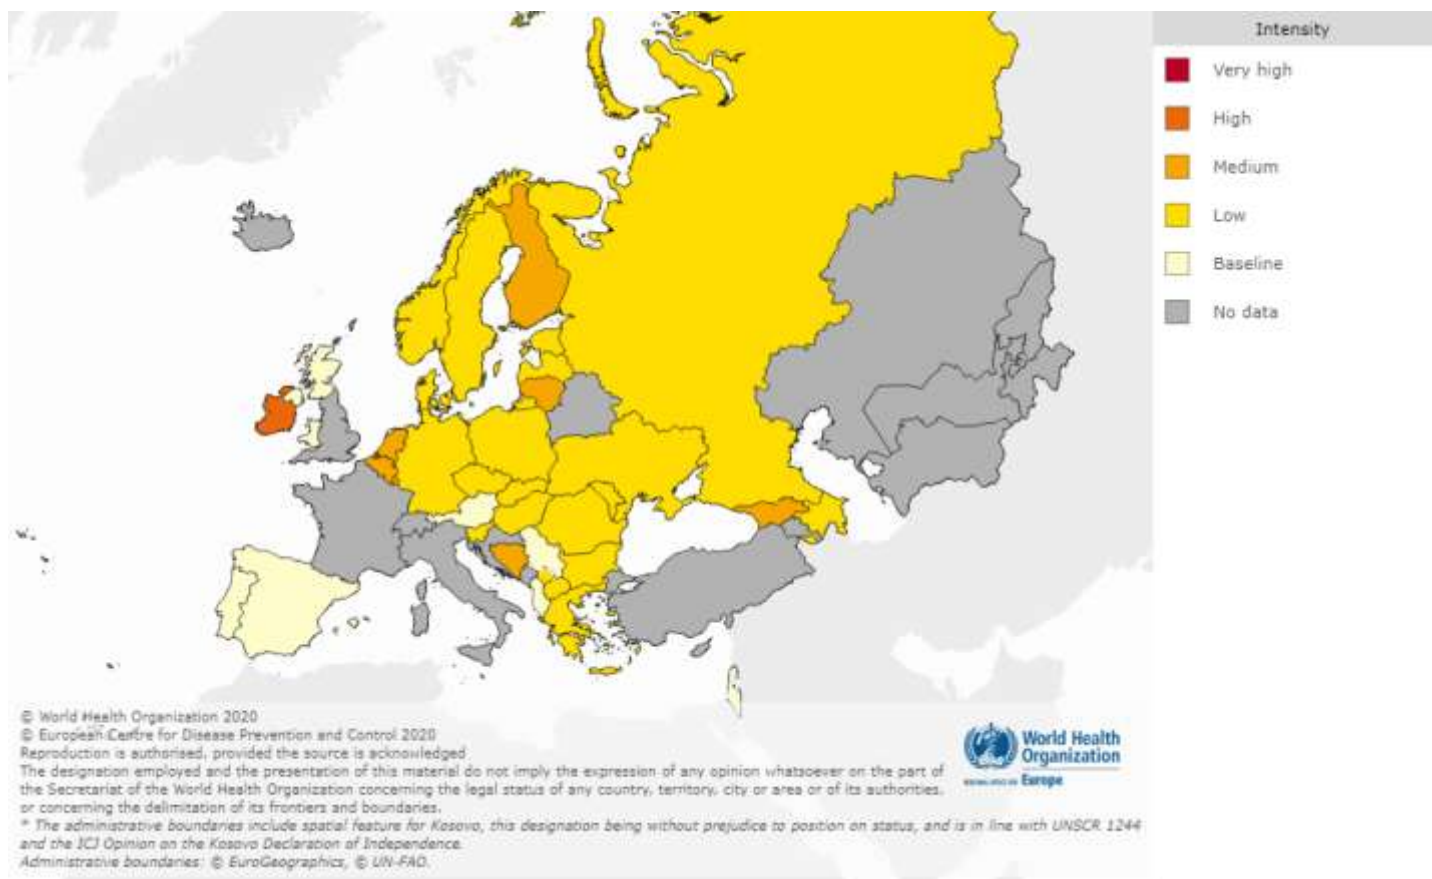 Intensity
Very high
High
Medium
Low
Baseline
No data
© World Health Organization 2020
© European Centre for Disease Prevention and Control 2020
Reproduction is authorised, provided the source is acknowledged
The designation employed and the presentation of this material do not imply the expression of any opinion whatsoever on the part of
the Secretariat of the World Health Organization concerning the legal status of any country, territory, city or area or of its authorities,
or concerning the delimitation of its frontiers and boundaries.
* The administrative boundaries include spatial feature for Kosovo, this designation being without prejudice to position on status, and is in line with UNSCR 1244
and the ICJ Opinion on the Kosovo Declaration of Independence.
Administrative boundaries: © EuroGeographics, © UN-FAO.
World Health
Organization
Europe